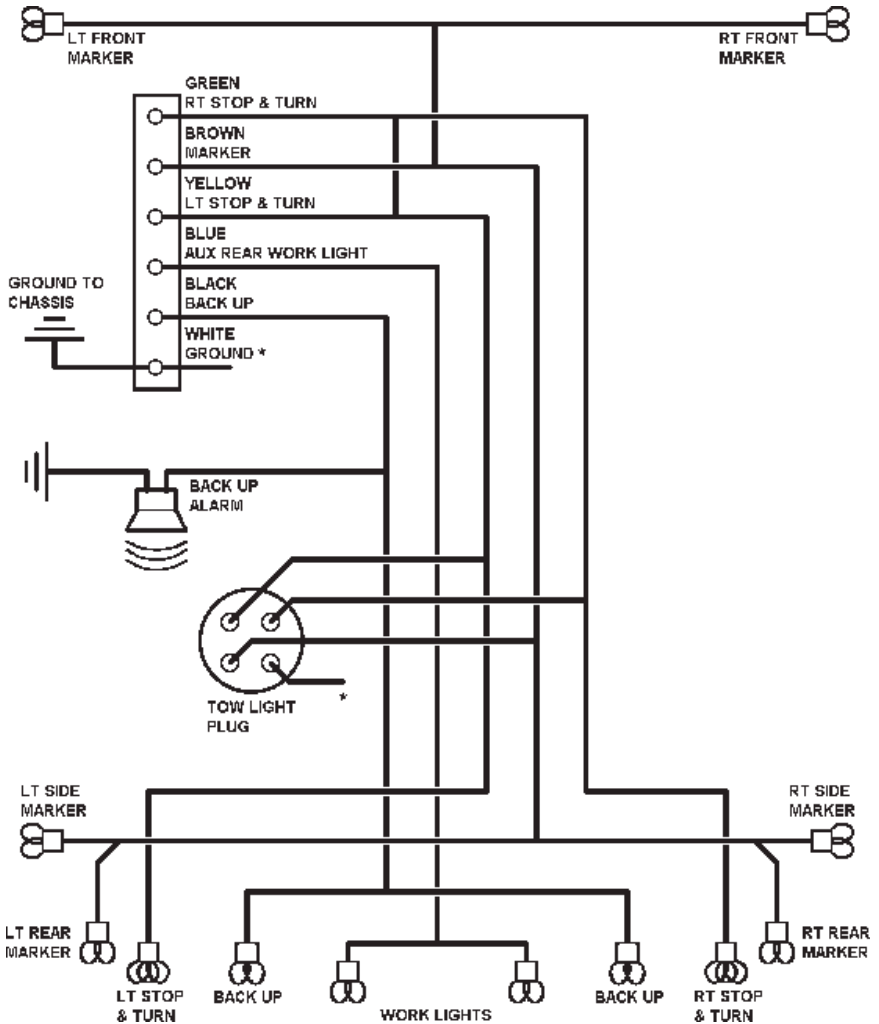 LT FRONT
MARKER
RT FRONT
MARKER
GREEN
RT STOP & TURN
BROWN
MARKER
YELLOW
LT STOP & TURN
BLUE
AUX REAR WORK LIGHT
BLACK
BACK UP
WHITE
GROUND *
GROUND TO
CHASSIS
BACK UP
ALARM
TOW LIGHT
PLUG
*
LT SIDE
MARKER
RT SIDE
MARKER
LT REAR
MARKER
RT REAR
MARKER
LT STOP
& TURN
BACK UP
WORK LIGHTS
BACK UP
RT STOP
& TURN